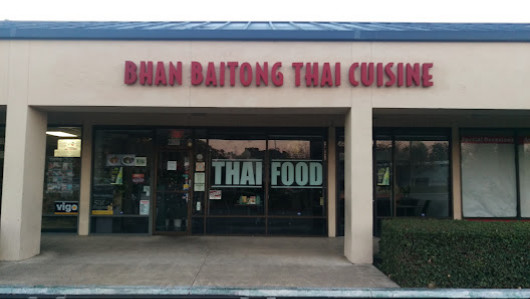 BHAN BAITONG THAI CUISINE
THAI FOOD
vigo